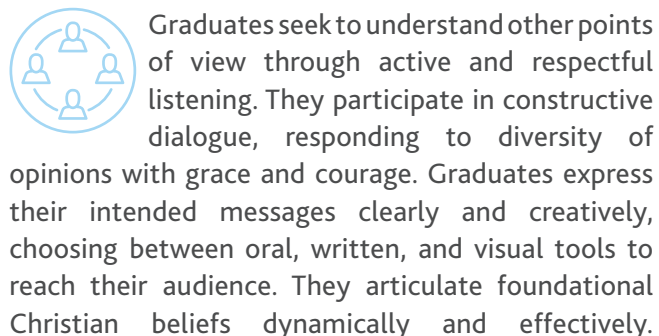 Graduates seek to understand other points
of view through active and respectful
listening. They participate in constructive
dialogue, responding to diversity of
opinions with grace and courage. Graduates express
their intended messages clearly and creatively,
choosing between oral, written, and visual tools to
reach their audience. They articulate foundational
Christian beliefs dynamically and effectively.